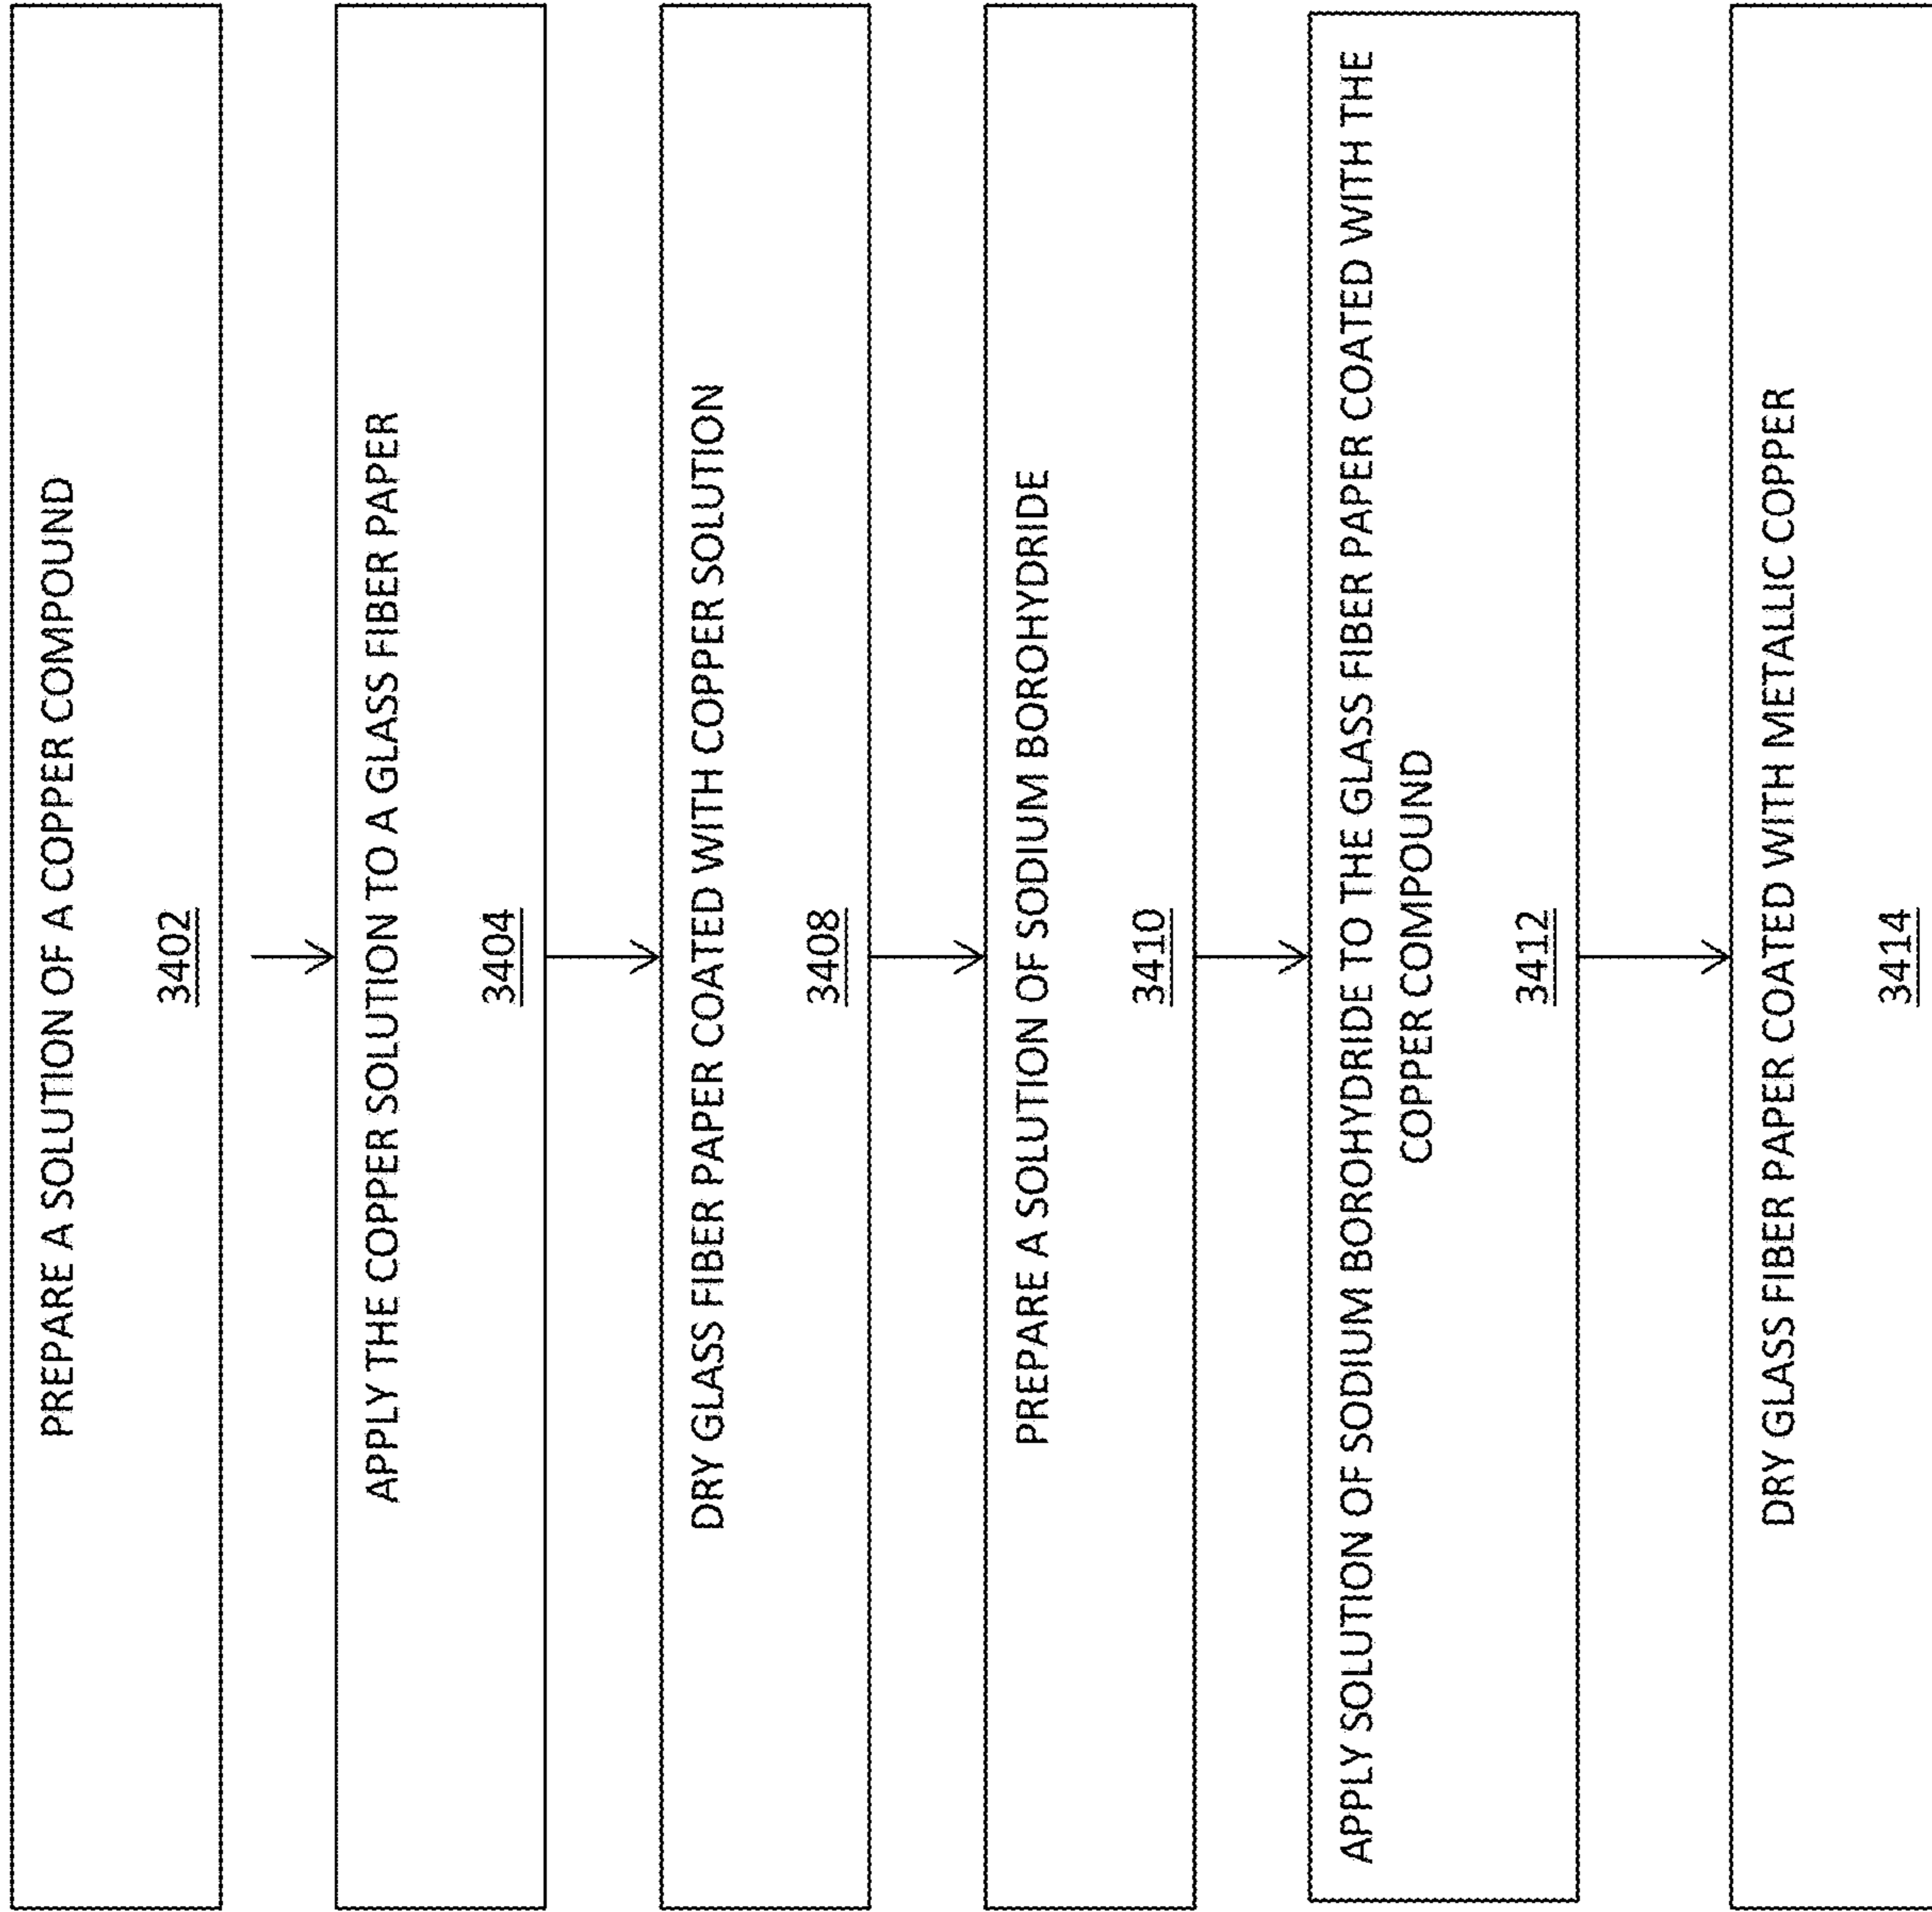 PREPARE A SOLUTION OF A COPPER COMPOUND
3402
APPLY THE COPPER SOLUTION TO A GLASS FIBER PAPER
3404
DRY GLASS FIBER PAPER COATED WITH COPPER SOLUTION
3408
PREPARE A SOLUTION OF SODIUM BOROHYDRIDE
3410
APPLY SOLUTION OF SODIUM BOROHYDRIDE TO THE GLASS FIBER PAPER COATED WITH THE
COPPER COMPOUND
3412
DRY GLASS FIBER PAPER COATED WITH METALLIC COPPER
3414